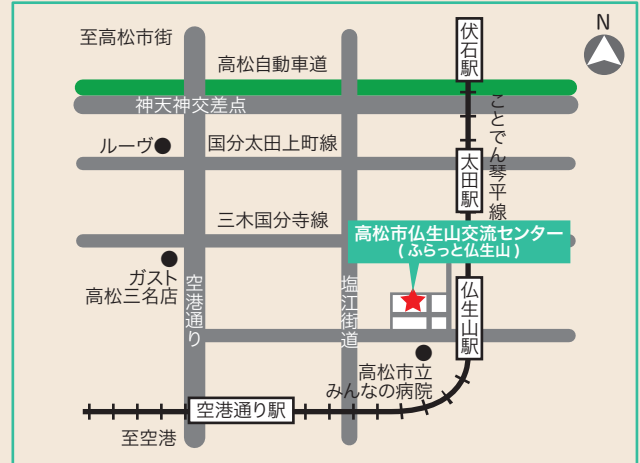 N
至高松市街
高松自動車道
伏石駅
神天神交差点
ことでん琴平線
ルーヴ
国分太田上町線
太田駅
三木国分寺線
高松市仏生山交流センター
(ふらっと仏生山)
ガスト
高松三名店
空港通り
塩江街道
仏生山駅
高松市立
みんなの病院
空港通り駅
至空港